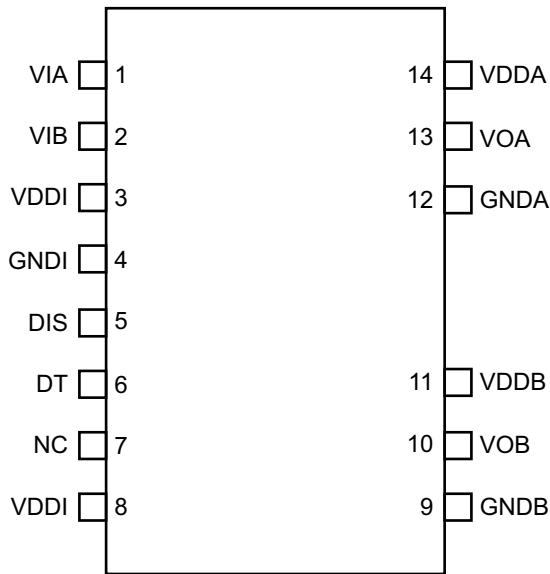 VIA 1 14 VDDA
VIB 2 13 VOA
VDDI 3 12 GNDA
GNDI 4
DIS 5
DT 6 11 VDDB
NC 7 10 VOB
VDDI 8 9 GNDB